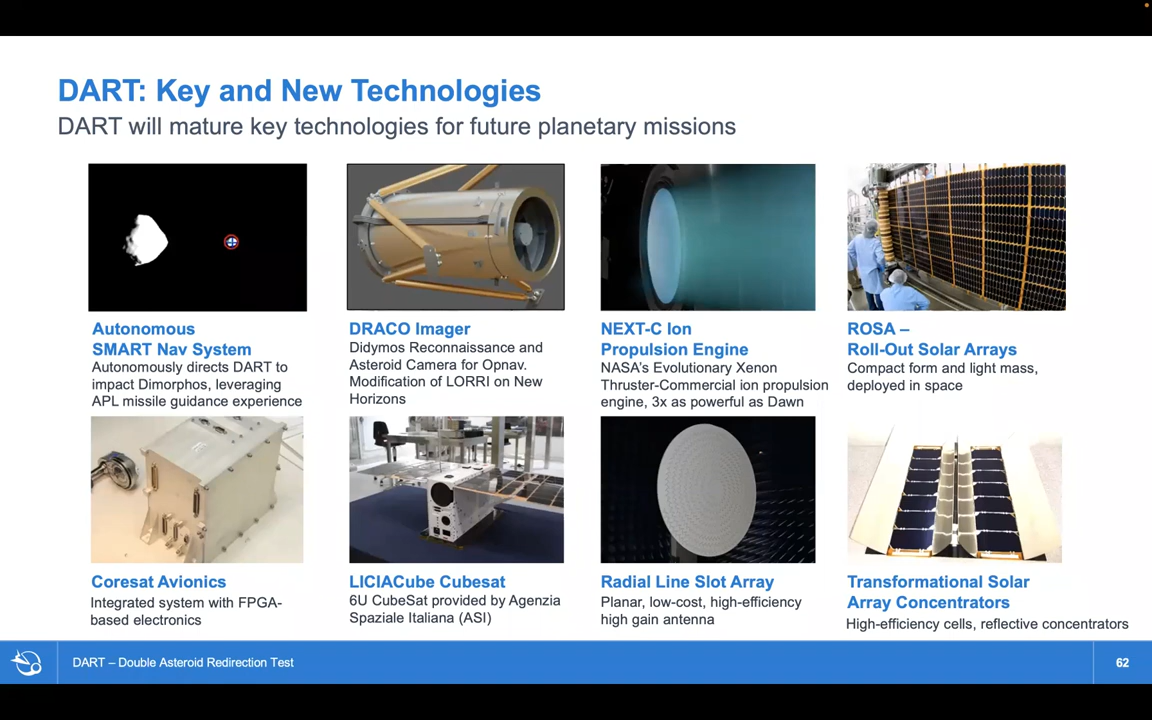 DART: Key and New Technologies
DART will mature key technologies for future planetary missions
Autonomous
SMART Nav System
Autonomously directs DART to
impact Dimorphos, leveraging
APL missile guidance experience
DRACO Imager
Didymos Reconnaissance and
Asteroid Camera for Opnav.
Modification of LORRI on New
Horizons
NEXT-C Ion
Propulsion Engine
NASA's Evolutionary Xenon
Thruster-Commercial ion propulsion
engine, 3x as powerful as Dawn
ROSA –
Roll-Out Solar Arrays
Compact form and light mass,
deployed in space
Coresat Avionics
Integrated system with FPGA-
based electronics
LICIACube Cubesat
6U CubeSat provided by Agenzia
Spaziale Italiana (ASI)
Radial Line Slot Array
Planar, low-cost, high-efficiency
high gain antenna
Transformational Solar
Array Concentrators
High-efficiency cells, reflective concentrators
DART – Double Asteroid Redirection Test
62